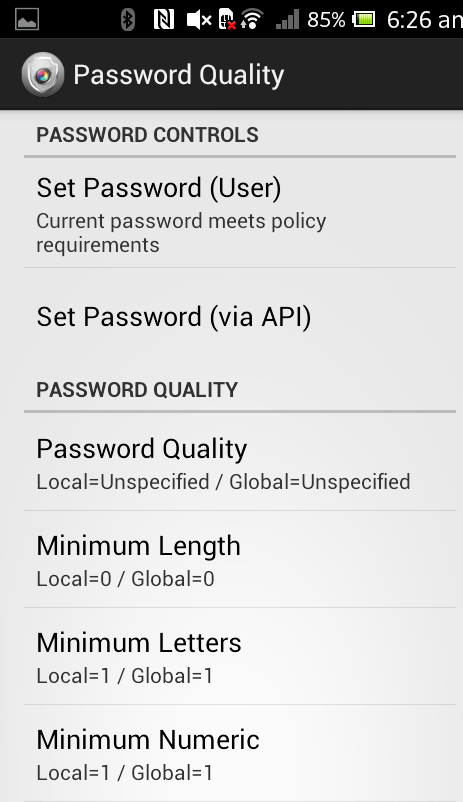 85% 6:26 am
Password Quality
PASSWORD CONTROLS
Set Password (User)
Current password meets policy
requirements
Set Password (via API)
PASSWORD QUALITY
Password Quality
Local=Unspecified / Global=Unspecified
Minimum Length
Local=0 / Global=0
Minimum Letters
Local=1 / Global=1
Minimum Numeric
Local=1 / Global=1